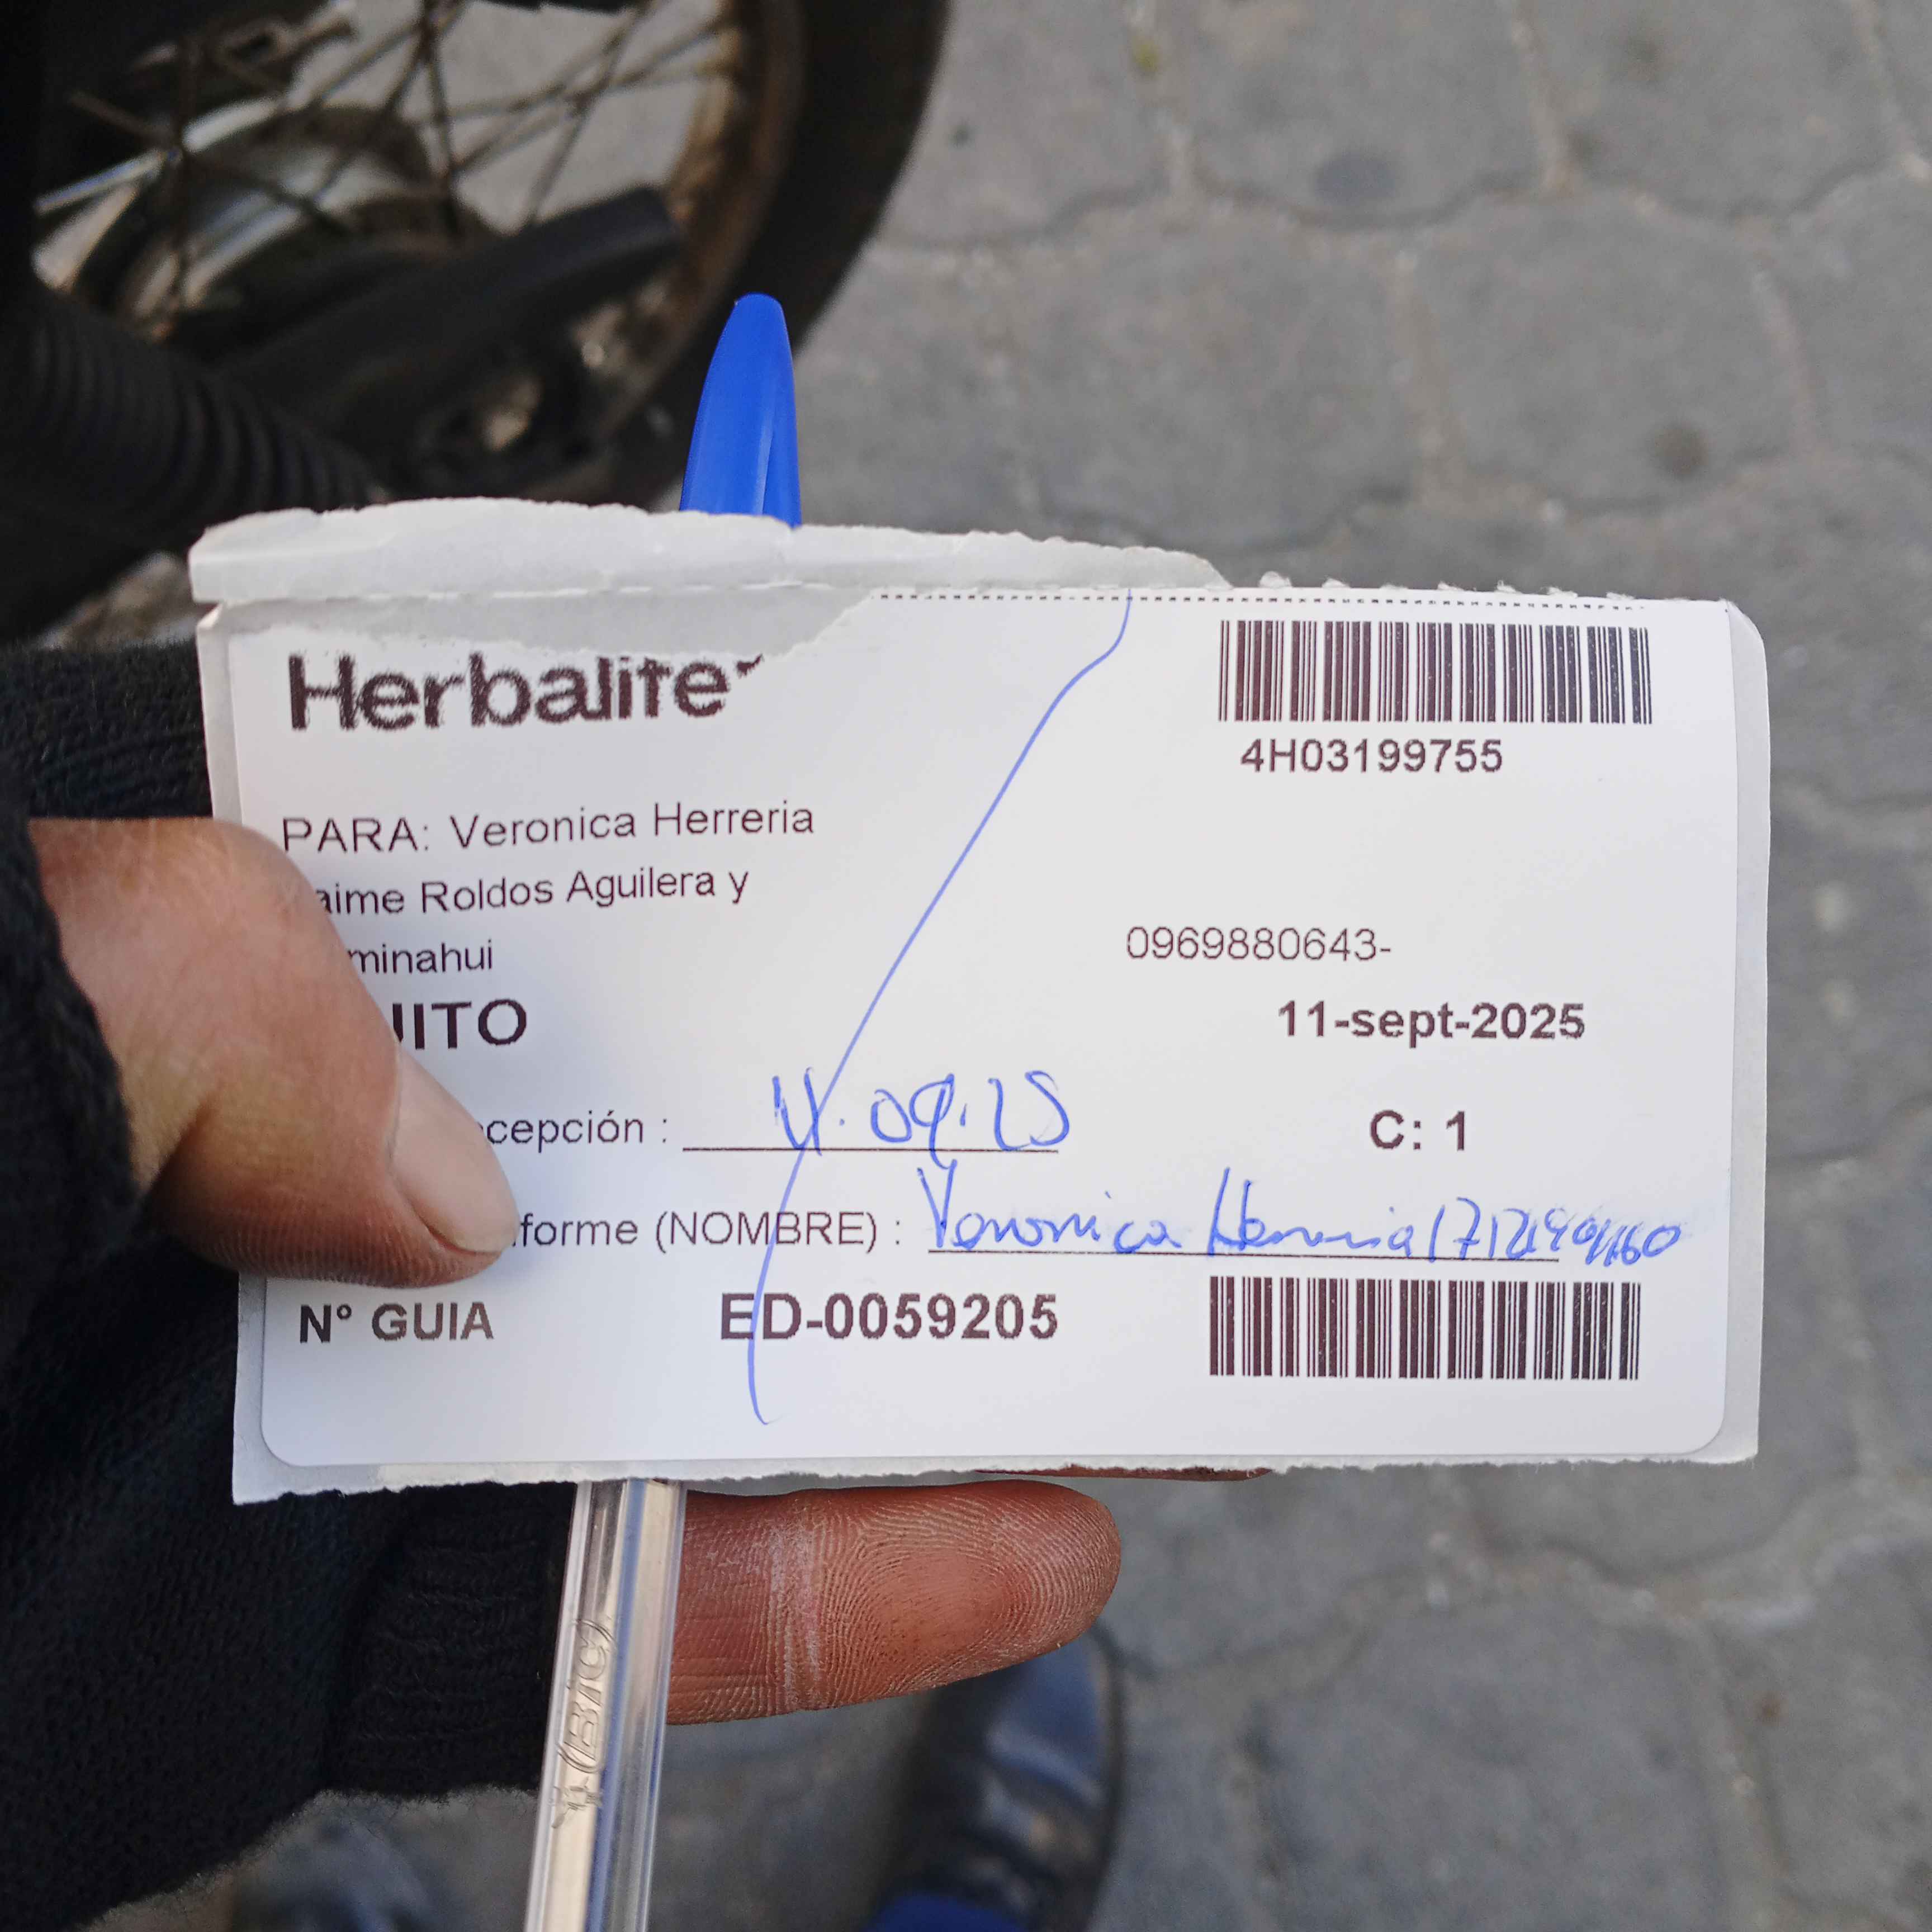 Herbalife
4H03199755
PARA: Veronica Herreria
aime Roldos Aguilera y
minahui
0969880643-
UITO
11-sept-2025
cepción : 11.09.25
C: 1
forme (NOMBRE) : Veronica Herreria
Nº GUIA ED-0059205
BIC